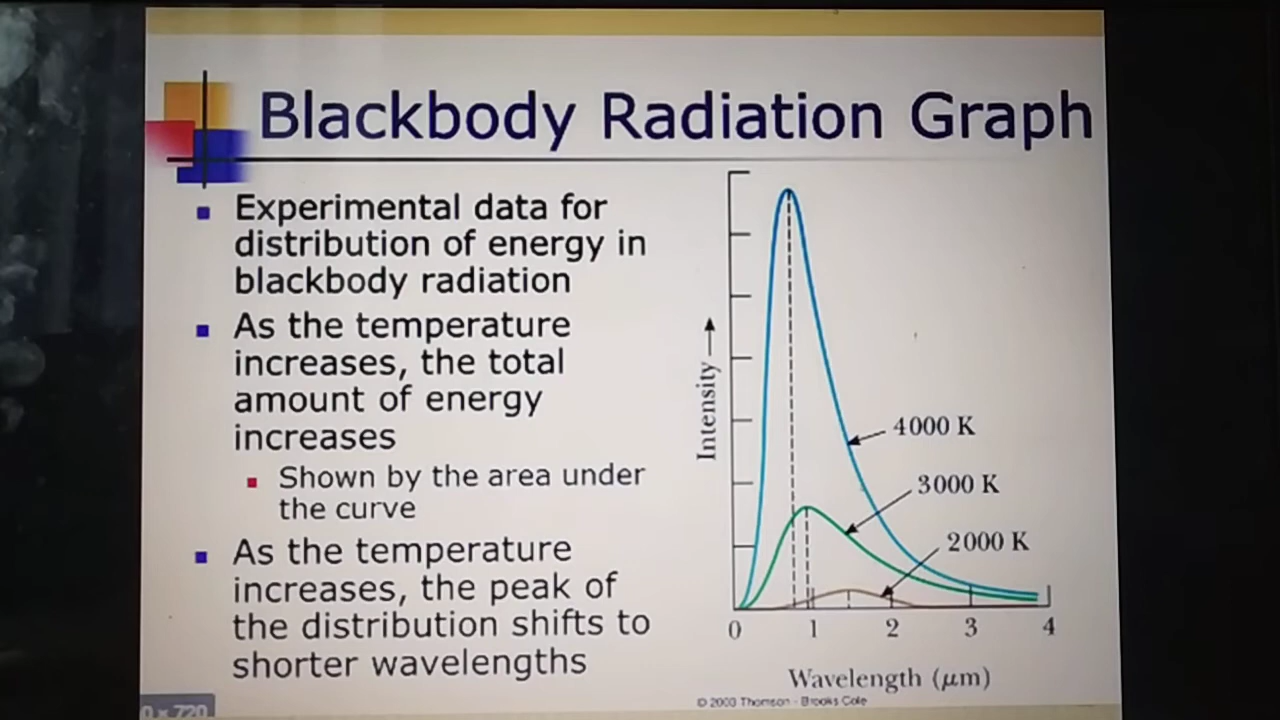 Blackbody Radiation Graph
Experimental data for
distribution of energy in
blackbody radiation
As the temperature
increases, the total
amount of energy
increases
Shown by the area under
the curve
As the temperature
increases, the peak of
the distribution shifts to
shorter wavelengths
Intensity
4000 K
3000 K
2000 K
0 1 2 3 4
Wavelength (μm)
© 2003 Thomson - Brooks Cole
0 × 720